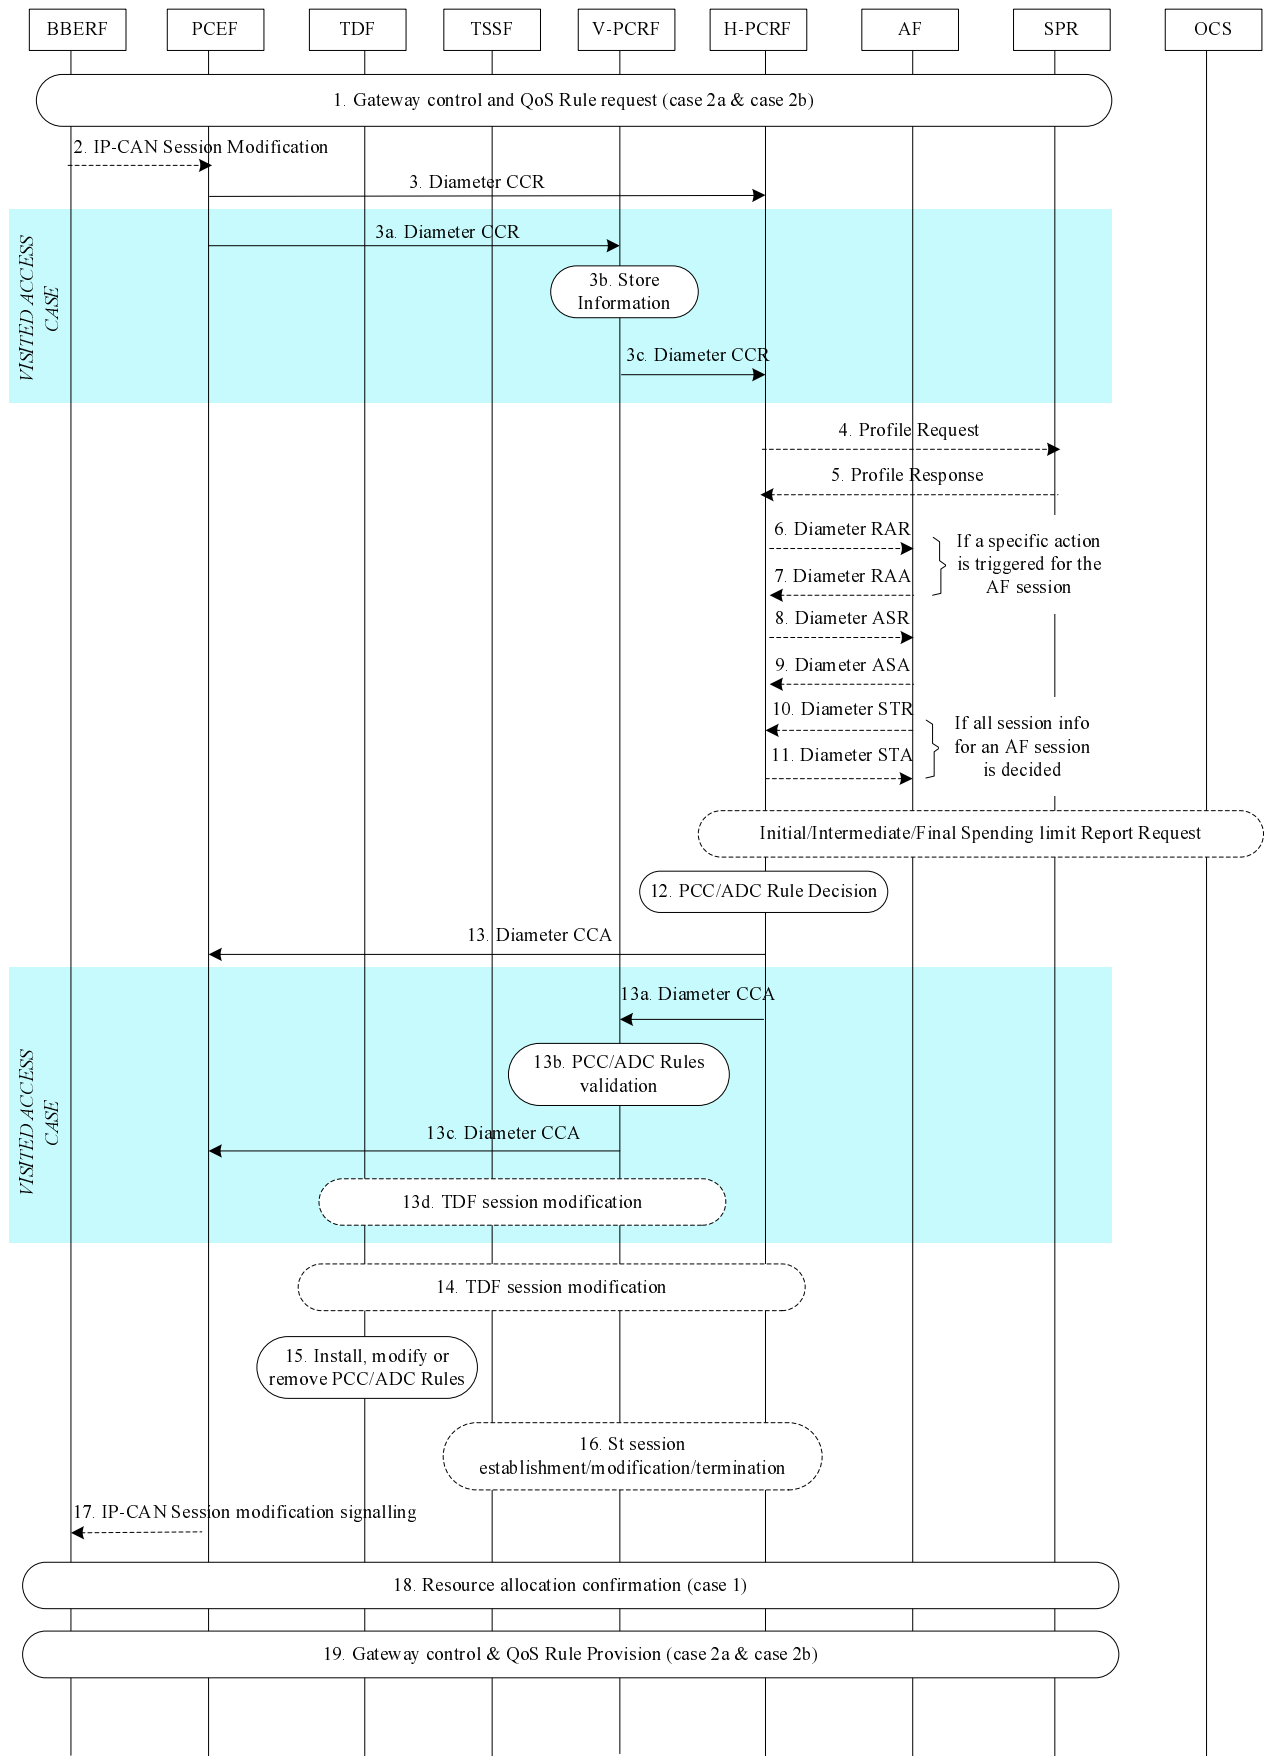 BBERF PCEF TDF TSSF V-PCRF H-PCRF AF SPR OCS
1. Gateway control and QoS Rule request (case 2a & case 2b)
2. IP-CAN Session Modification
3. Diameter CCR
VISITED ACCESS
CASE
3a. Diameter CCR
3b. Store
Information
3c. Diameter CCR
4. Profile Request
5. Profile Response
6. Diameter RAR
7. Diameter RAA
If a specific action
is triggered for the
AF session
8. Diameter ASR
9. Diameter ASA
10. Diameter STR
11. Diameter STA
If all session info
for an AF session
is decided
Initial/Intermediate/Final Spending limit Report Request
12. PCC/ADC Rule Decision
13. Diameter CCA
VISITED ACCESS
CASE
13a. Diameter CCA
13b. PCC/ADC Rules
validation
13c. Diameter CCA
13d. TDF session modification
14. TDF session modification
15. Install, modify or
remove PCC/ADC Rules
16. St session
establishment/modification/termination
17. IP-CAN Session modification signalling
18. Resource allocation confirmation (case 1)
19. Gateway control & QoS Rule Provision (case 2a & case 2b)